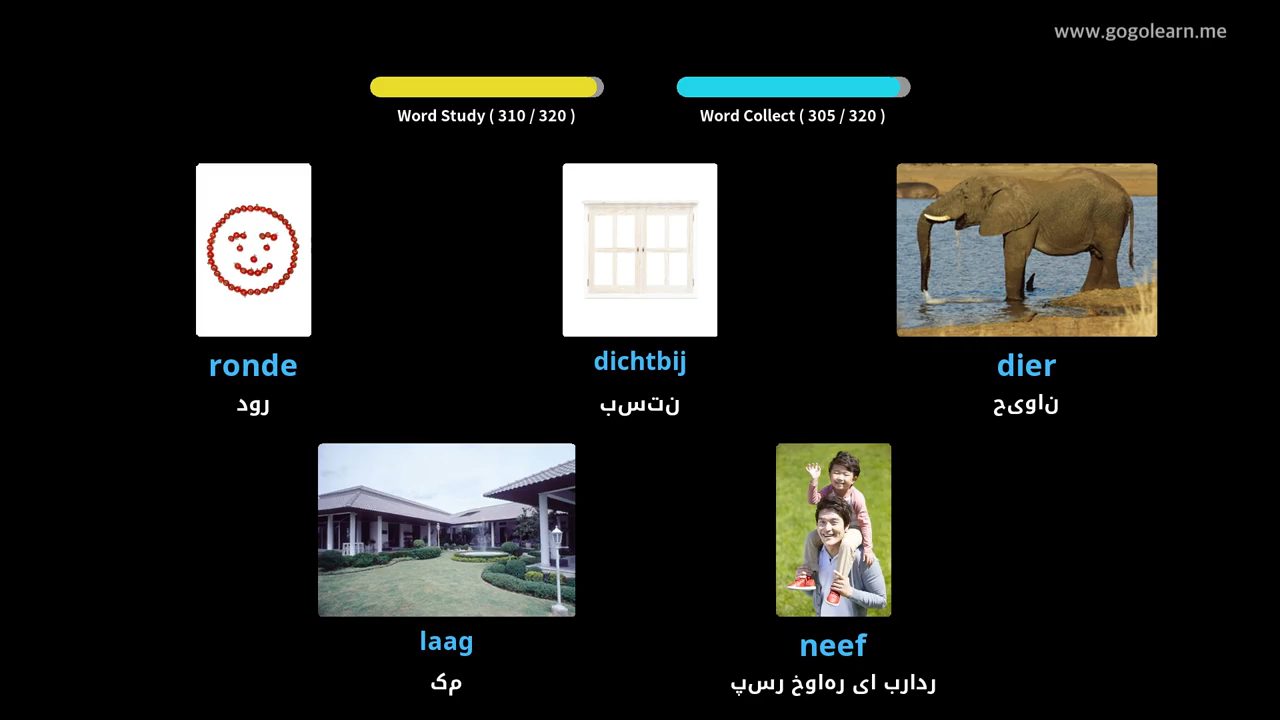 www.gogolearn.me
Word Study ( 310 / 320 )
Word Collect ( 305 / 320 )
ronde
رود
dichtbij
نتسب
dier
ناویح
laag
مک
neef
ردارب ای رهاوخ رسپ